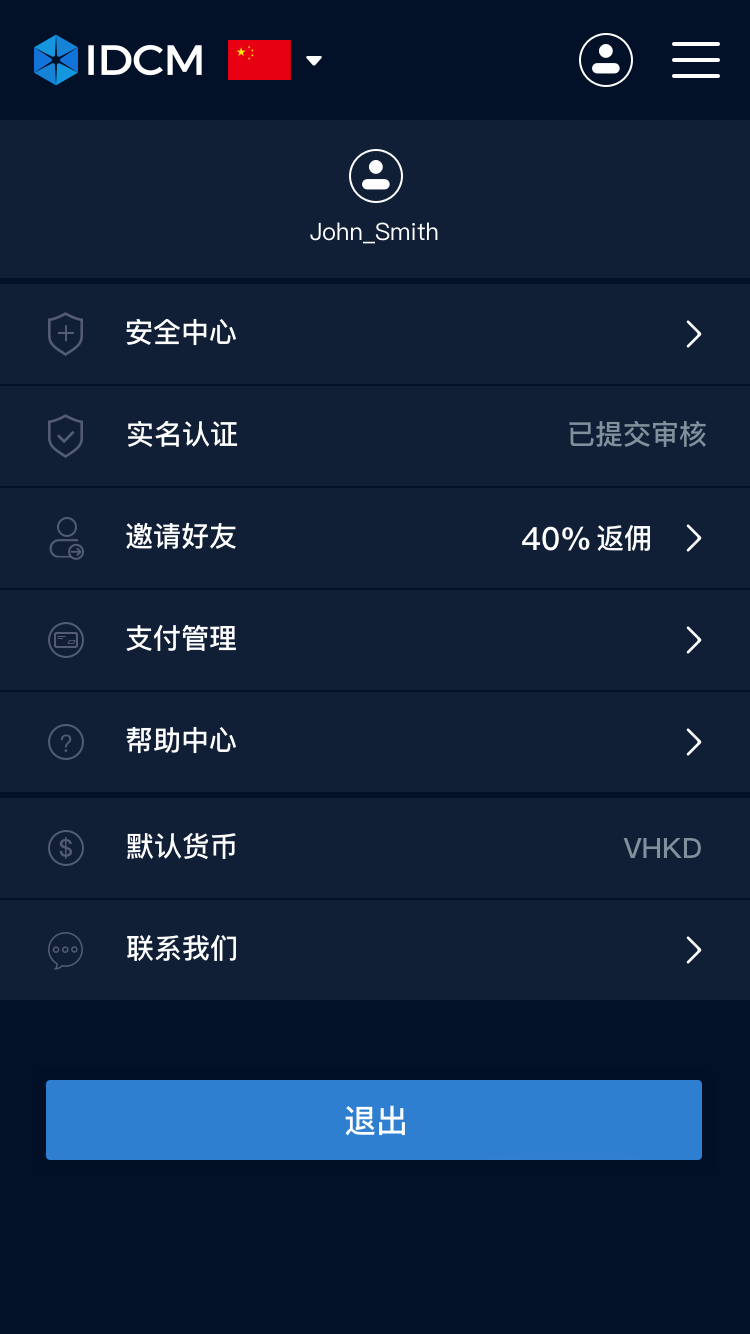 IDCM
John_Smith
安全中心
实名认证 已提交审核
邀请好友 40% 返佣
支付管理
帮助中心
默认货币 VHKD
联系我们
退出